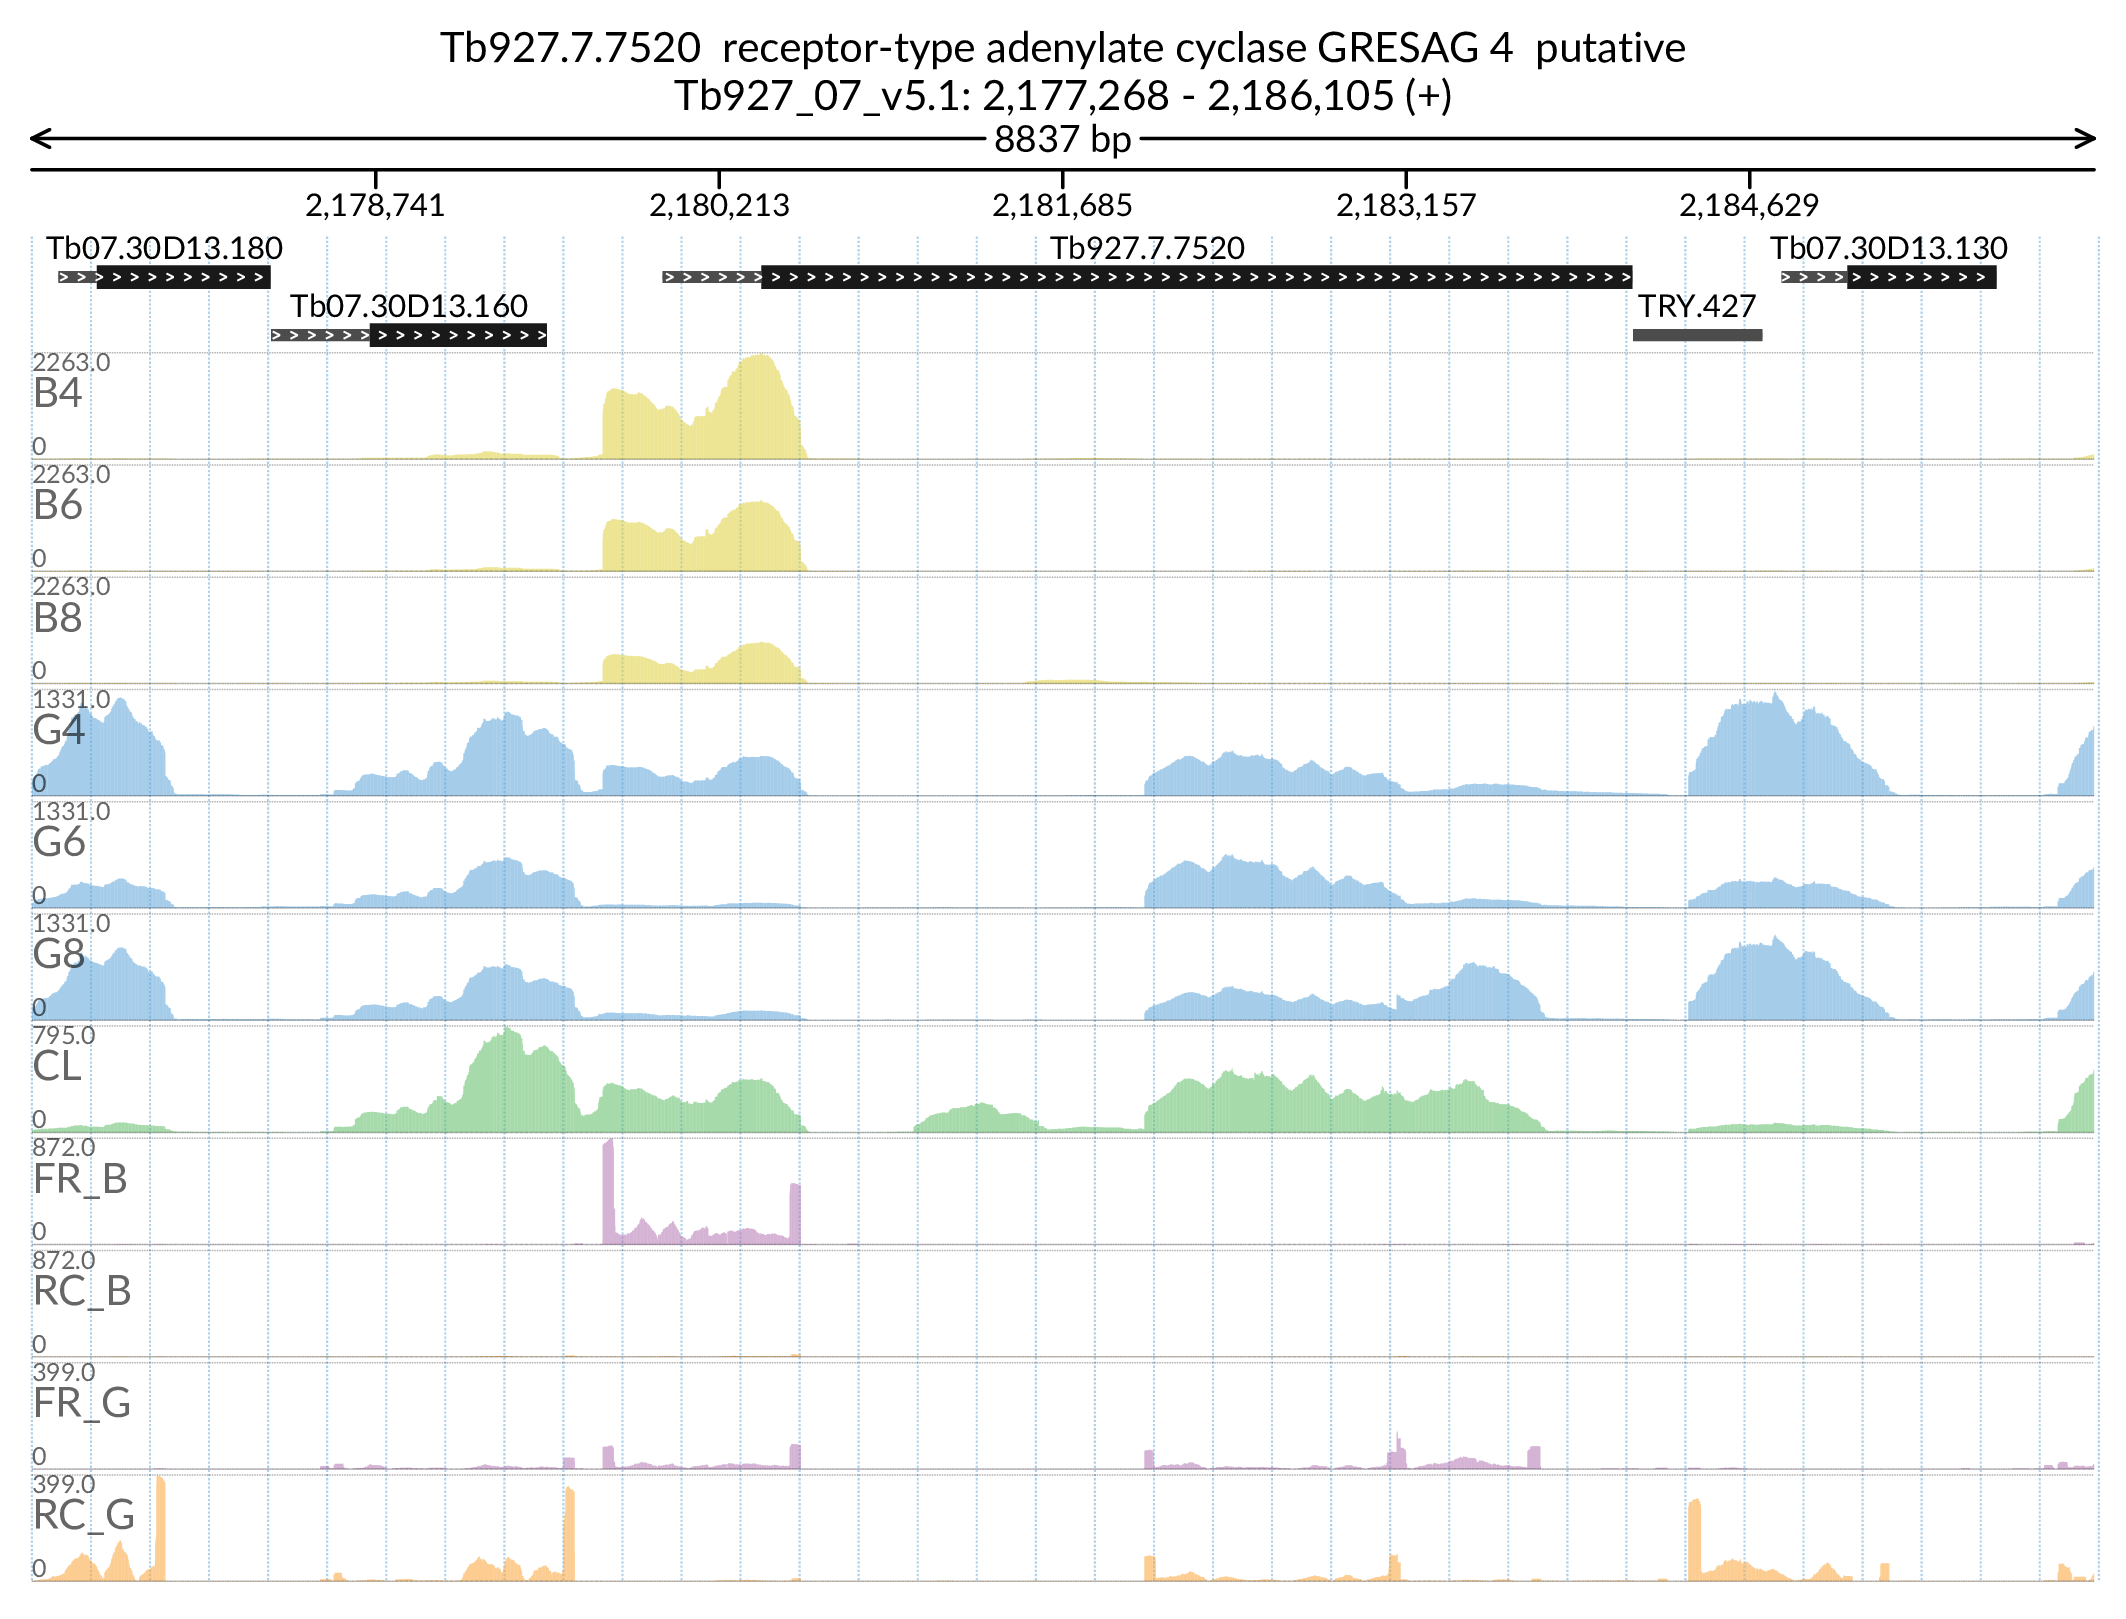 Tb927.7.7520 receptor-type adenylate cyclase GRESAG 4 putative
Tb927_07_v5.1: 2,177,268 - 2,186,105 (+)
8837 bp
2,178,741 2,180,213 2,181,685 2,183,157 2,184,629
Tb07.30D13.180 Tb927.7.7520 Tb07.30D13.130
Tb07.30D13.160 TRY.427
2263.0
B4
0
2263.0
B6
0
2263.0
B8
0
1331.0
G4
0
1331.0
G6
0
1331.0
G8
0
795.0
CL
0
872.0
FR_B
0
872.0
RC_B
0
399.0
FR_G
0
399.0
RC_G
0